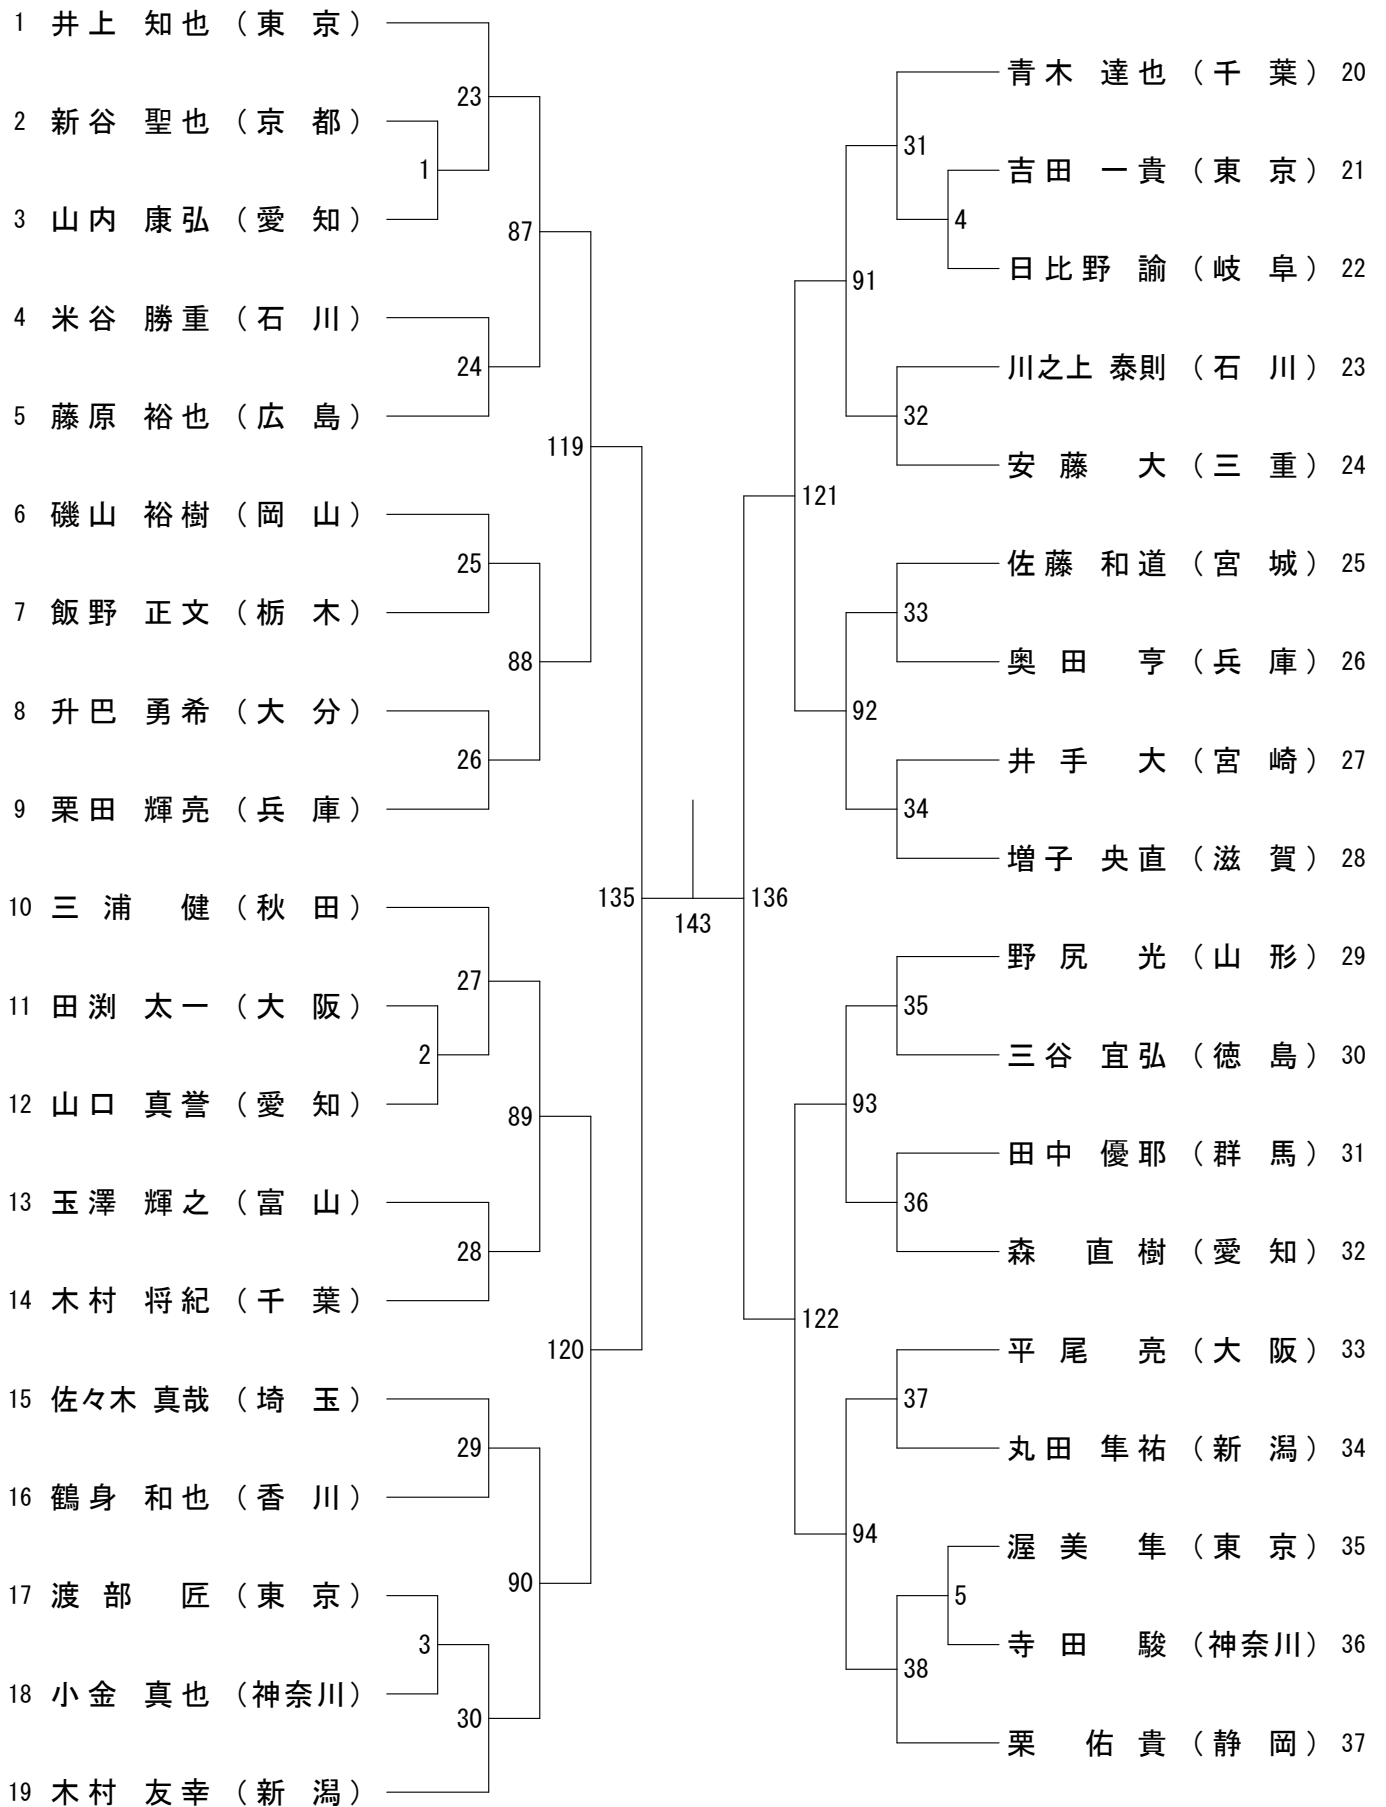 1 井上 知也 (東 京)
2 新谷 聖也 (京 都)
3 山内 康弘 (愛 知)
4 米谷 勝重 (石 川)
5 藤原 裕也 (広 島)
6 磯山 裕樹 (岡 山)
7 飯野 正文 (栃 木)
8 升巴 勇希 (大 分)
9 栗田 輝亮 (兵 庫)
10 三浦 健 (秋 田)
11 田渕 太一 (大 阪)
12 山口 真誉 (愛 知)
13 玉澤 輝之 (富 山)
14 木村 将紀 (千 葉)
15 佐々木 真哉 (埼 玉)
16 鶴身 和也 (香 川)
17 渡部 匠 (東 京)
18 小金 真也 (神奈川)
19 木村 友幸 (新 潟)
1
2
3
23
24
25
26
27
28
29
30
87
88
89
90
119
120
135
143
136
121
122
91
92
93
94
31
32
33
34
35
36
37
38
4
5
青木 達也 (千 葉) 20
吉田 一貴 (東 京) 21
日比野 諭 (岐 阜) 22
川之上 泰則 (石 川) 23
安藤 大 (三 重) 24
佐藤 和道 (宮 城) 25
奥田 亨 (兵 庫) 26
井手 大 (宮 崎) 27
増子 央直 (滋 賀) 28
野尻 光 (山 形) 29
三谷 宜弘 (徳 島) 30
田中 優耶 (群 馬) 31
森 直樹 (愛 知) 32
平尾 亮 (大 阪) 33
丸田 隼祐 (新 潟) 34
渥美 隼 (東 京) 35
寺田 駿 (神奈川) 36
栗 佑貴 (静 岡) 37